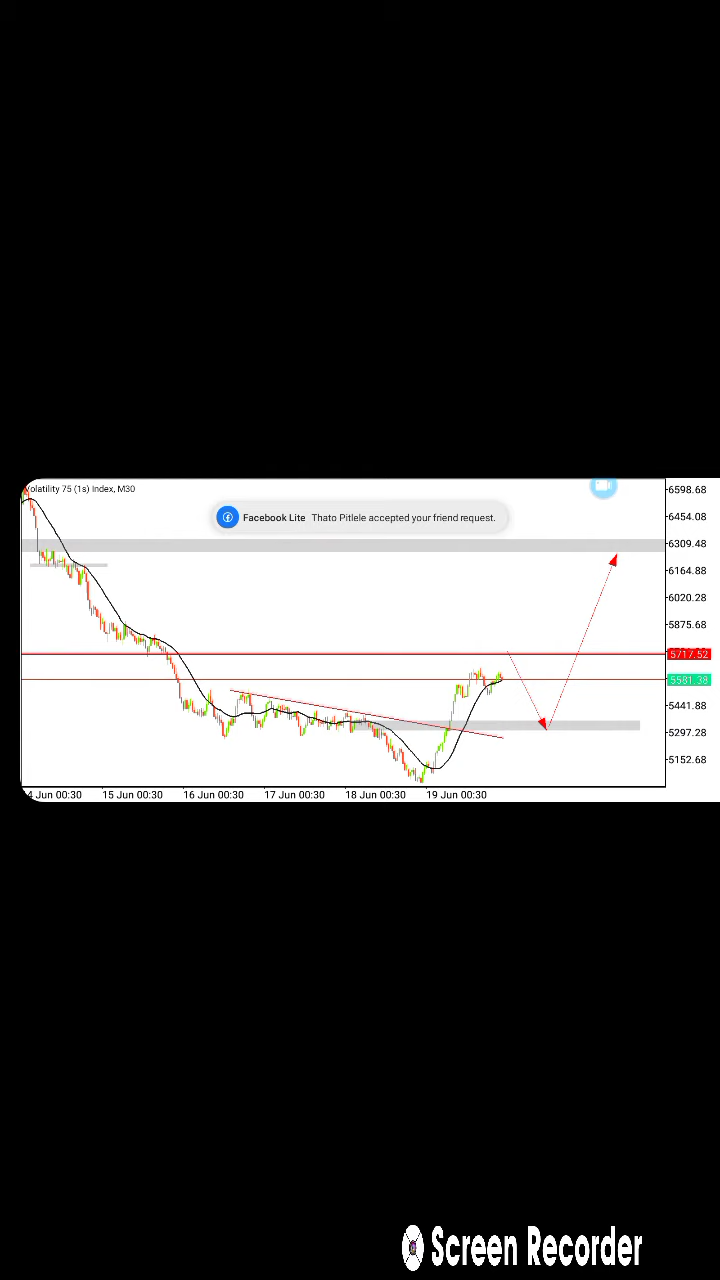 Volatility 75 (1s) Index, M30
Facebook Lite Thato Pitlele accepted your friend request.
6598.68
6454.08
6309.48
6164.88
6020.28
5875.68
5717.52
5581.38
5441.88
5297.28
5152.68
4 Jun 00:30 15 Jun 00:30 16 Jun 00:30 17 Jun 00:30 18 Jun 00:30 19 Jun 00:30
Screen Recorder